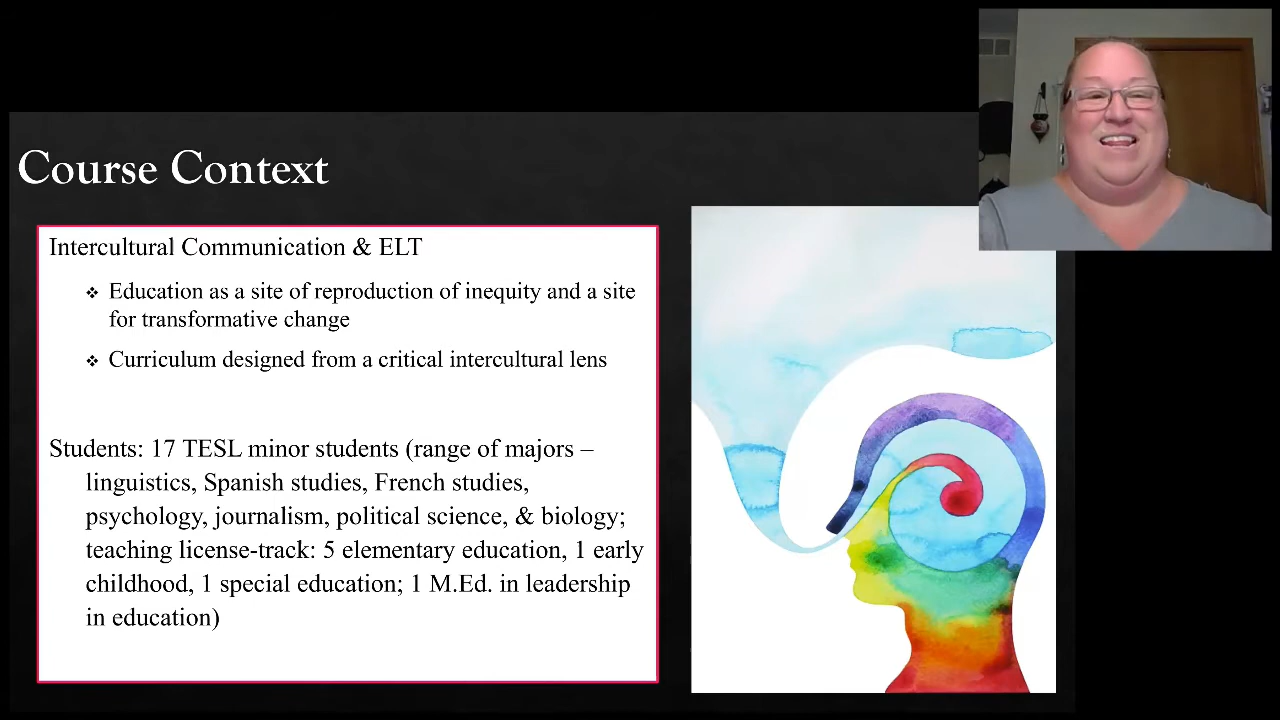 Course Context
Intercultural Communication & ELT
❖ Education as a site of reproduction of inequity and a site
for transformative change
❖ Curriculum designed from a critical intercultural lens
Students: 17 TESL minor students (range of majors –
linguistics, Spanish studies, French studies,
psychology, journalism, political science, & biology;
teaching license-track: 5 elementary education, 1 early
childhood, 1 special education; 1 M.Ed. in leadership
in education)